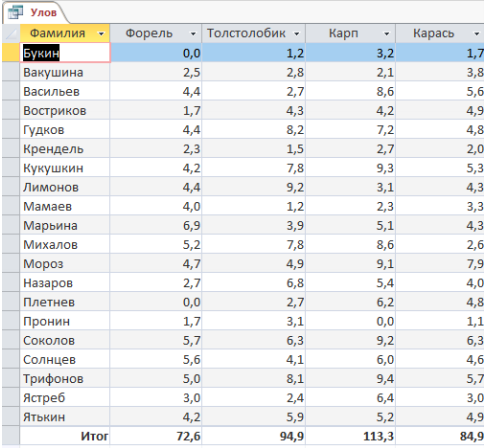 Улов
Фамилия Форель Толстолобик Карп Карась
Букин 0,0 1,2 3,2 1,7
Вакушина 2,5 2,8 2,1 3,8
Васильев 4,4 2,7 8,6 5,6
Востриков 1,7 4,3 4,2 4,9
Гудков 4,4 8,2 7,2 4,8
Крендель 2,3 1,5 2,7 2,0
Кукушкин 4,2 7,8 9,3 5,3
Лимонов 4,4 9,2 3,1 4,3
Мамаев 4,0 1,2 2,3 3,3
Марьина 6,9 3,9 5,1 4,3
Михалов 5,2 7,8 8,6 2,6
Мороз 4,7 4,9 9,1 7,9
Назаров 2,7 6,8 5,4 4,0
Плетнев 0,0 2,7 6,2 4,8
Пронин 1,7 3,1 0,0 1,1
Соколов 5,7 6,3 9,2 6,3
Солнцев 5,6 4,1 6,0 4,6
Трифонов 5,0 8,1 9,4 5,7
Ястреб 3,0 2,4 6,4 3,0
Ятькин 4,2 5,9 5,2 4,9
Итог 72,6 94,9 113,3 84,9